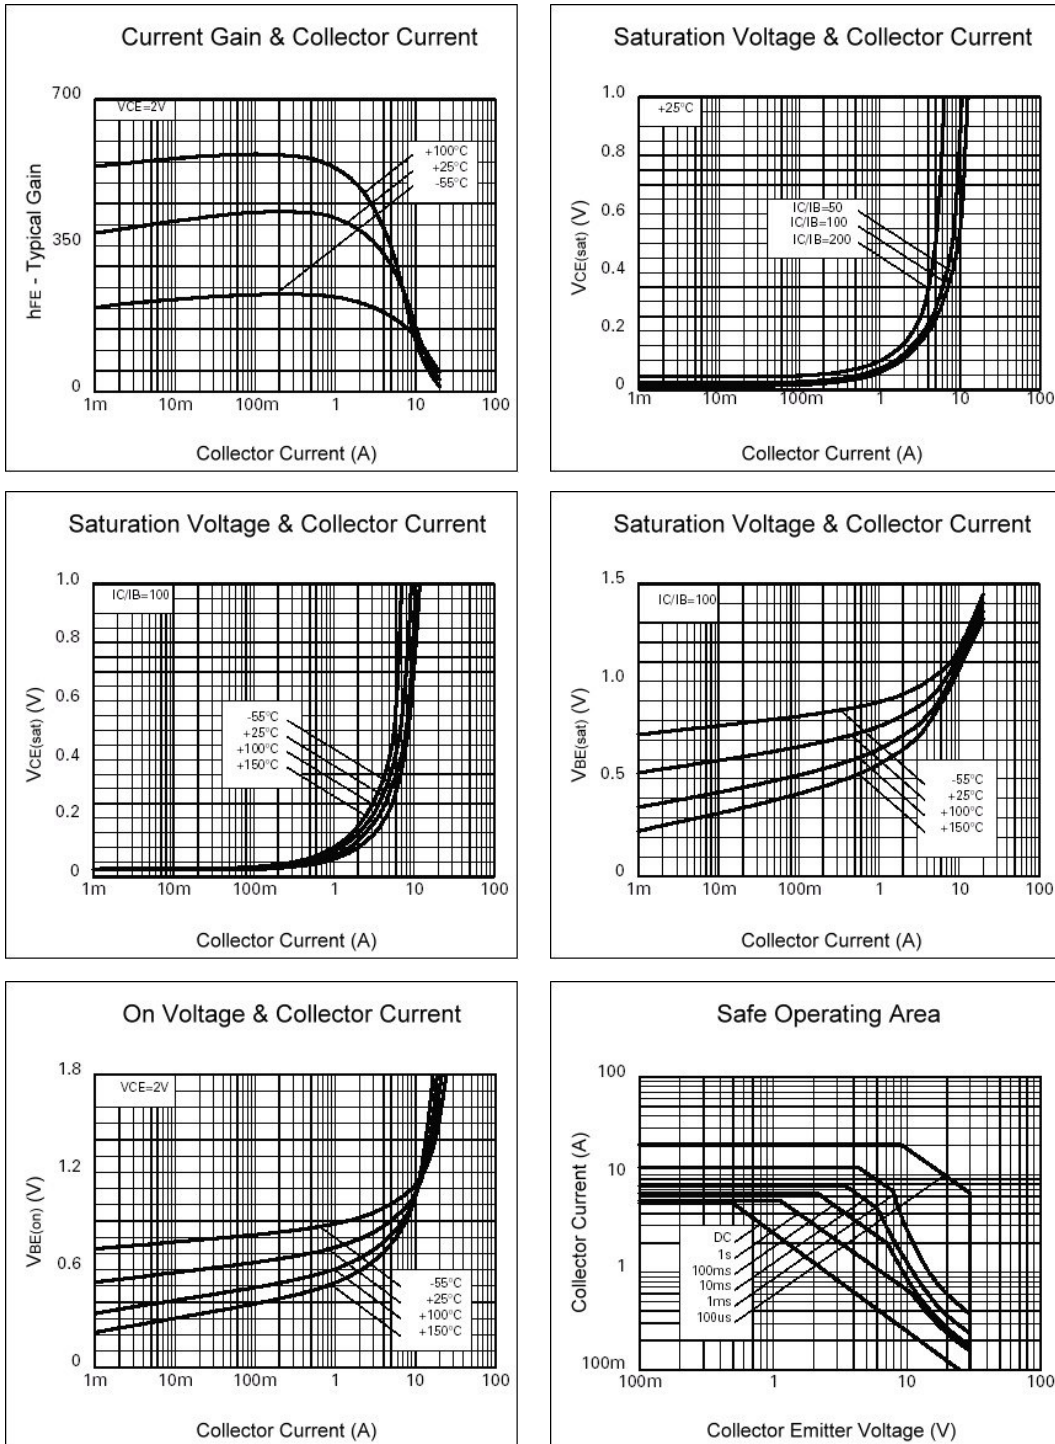 Current Gain & Collector Current
700
VCE=2V
+100°C
+25°C
-55°C
350
hFE - Typical Gain
0
1m 10m 100m 1 10 100
Collector Current (A)
Saturation Voltage & Collector Current
1.0
+25°C
0.8
IC/IB=50
IC/IB=100
IC/IB=200
0.6
VCE(sat) (V)
0.4
0.2
0
1m 10m 100m 1 10 100
Collector Current (A)
Saturation Voltage & Collector Current
1.0
IC/IB=100
0.8
0.6
VCE(sat) (V)
-55°C
+25°C
+100°C
+150°C
0.4
0.2
0
1m 10m 100m 1 10 100
Collector Current (A)
Saturation Voltage & Collector Current
1.5
IC/IB=100
1.0
VBE(sat) (V)
0.5
-55°C
+25°C
+100°C
+150°C
0
1m 10m 100m 1 10 100
Collector Current (A)
On Voltage & Collector Current
1.8
VCE=2V
1.2
VBE(on) (V)
0.6
-55°C
+25°C
+100°C
+150°C
0
1m 10m 100m 1 10 100
Collector Current (A)
Safe Operating Area
100
10
Collector Current (A)
DC
1s
100ms
10ms
1ms
100us
1
100m
100m 1 10 100
Collector Emitter Voltage (V)